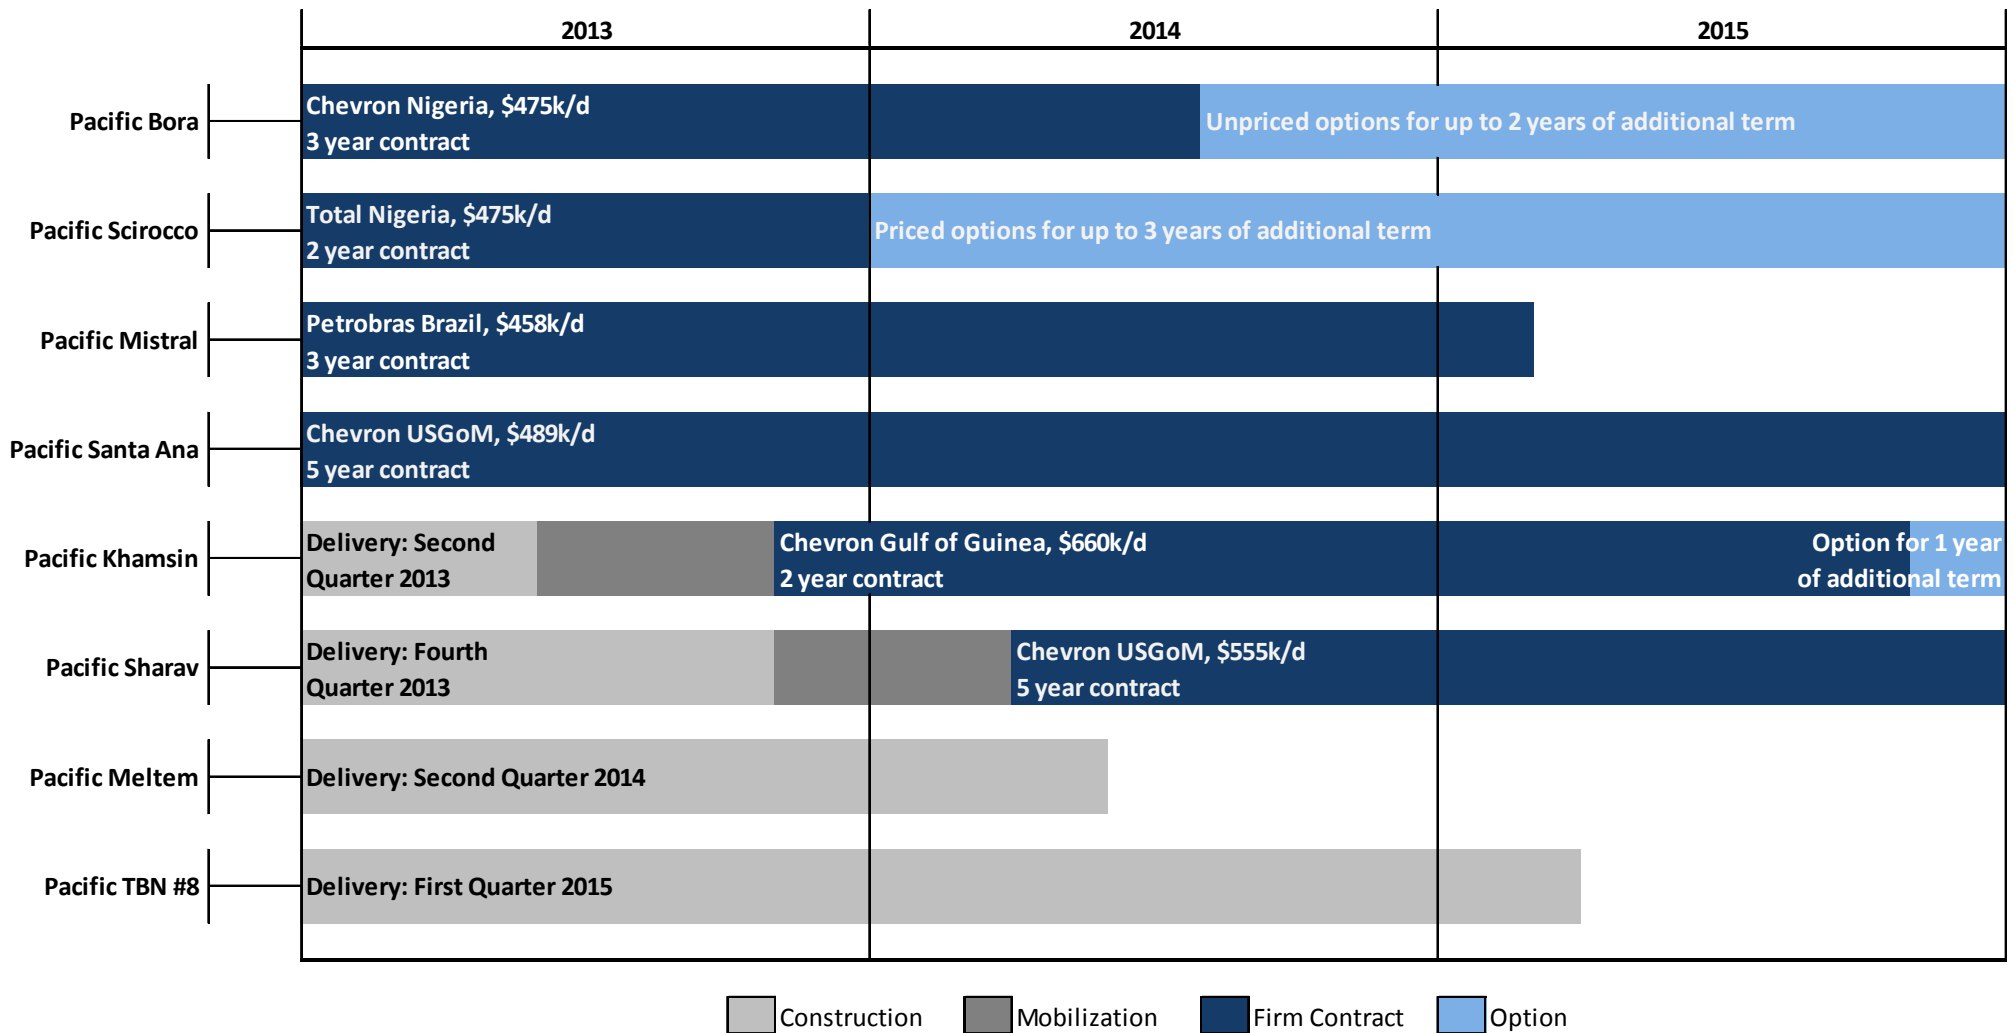 2013 2014 2015
Pacific Bora
Chevron Nigeria, $475k/d
3 year contract
Unpriced options for up to 2 years of additional term
Pacific Scirocco
Total Nigeria, $475k/d
2 year contract
Priced options for up to 3 years of additional term
Pacific Mistral
Petrobras Brazil, $458k/d
3 year contract
Pacific Santa Ana
Chevron USGoM, $489k/d
5 year contract
Pacific Khamsin
Delivery: Second
Quarter 2013
Chevron Gulf of Guinea, $660k/d
2 year contract
Option for 1 year
of additional term
Pacific Sharav
Delivery: Fourth
Quarter 2013
Chevron USGoM, $555k/d
5 year contract
Pacific Meltem
Delivery: Second Quarter 2014
Pacific TBN #8
Delivery: First Quarter 2015
Construction Mobilization Firm Contract Option